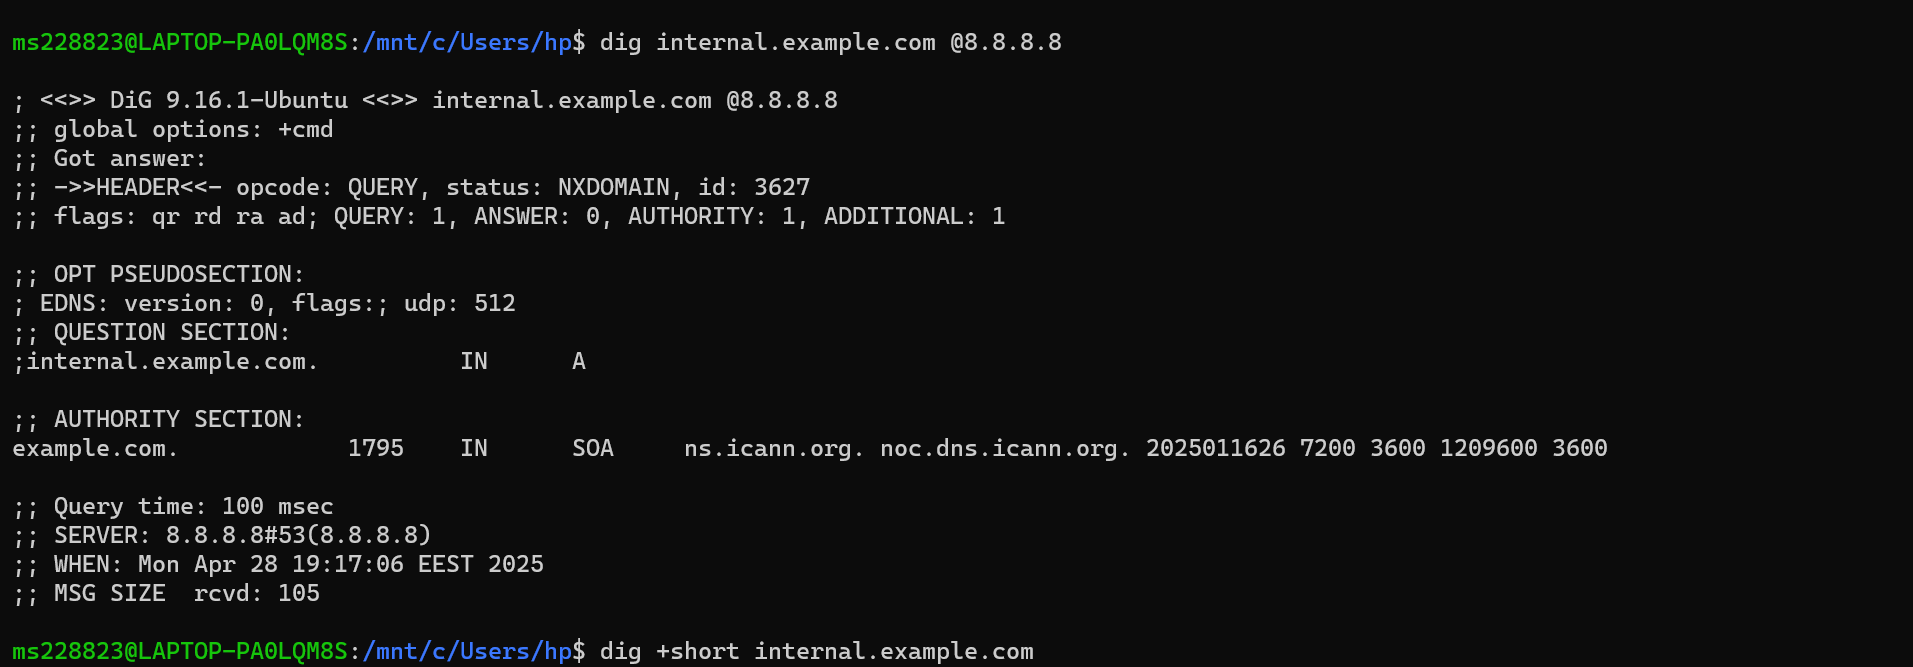 ms228823@LAPTOP-PA0LQM8S:/mnt/c/Users/hp$ dig internal.example.com @8.8.8.8
; <<>> DiG 9.16.1-Ubuntu <<>> internal.example.com @8.8.8.8
;; global options: +cmd
;; Got answer:
;; ->>HEADER<<- opcode: QUERY, status: NXDOMAIN, id: 3627
;; flags: qr rd ra ad; QUERY: 1, ANSWER: 0, AUTHORITY: 1, ADDITIONAL: 1
;; OPT PSEUDOSECTION:
; EDNS: version: 0, flags:; udp: 512
;; QUESTION SECTION:
;internal.example.com. IN A
;; AUTHORITY SECTION:
example.com. 1795 IN SOA ns.icann.org. noc.dns.icann.org. 2025011626 7200 3600 1209600 3600
;; Query time: 100 msec
;; SERVER: 8.8.8.8#53(8.8.8.8)
;; WHEN: Mon Apr 28 19:17:06 EEST 2025
;; MSG SIZE rcvd: 105
ms228823@LAPTOP-PA0LQM8S:/mnt/c/Users/hp$ dig +short internal.example.com